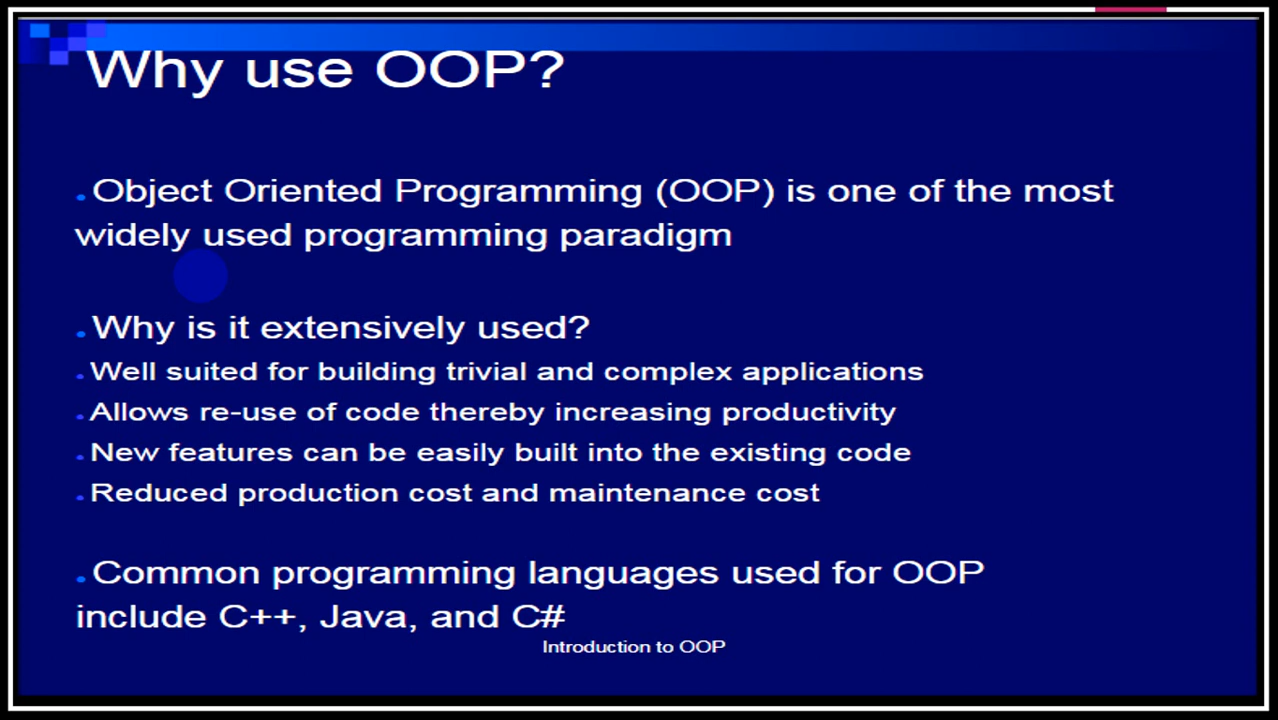 Why use OOP?
Object Oriented Programming (OOP) is one of the most
widely used programming paradigm
Why is it extensively used?
Well suited for building trivial and complex applications
Allows re-use of code thereby increasing productivity
New features can be easily built into the existing code
Reduced production cost and maintenance cost
Common programming languages used for OOP
include C++, Java, and C#
Introduction to OOP